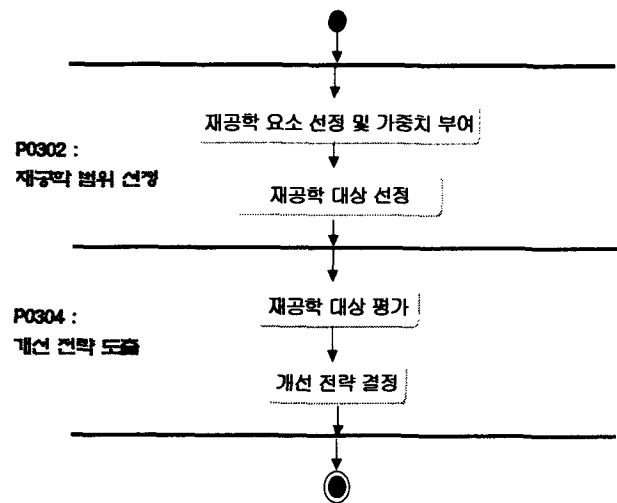 재공학 요소 선정 및 가중치 부여
P0302 :
재공학 범위 선정
재공학 대상 선정
재공학 대상 평가
P0304 :
개선 전략 도출
개선 전략 결정